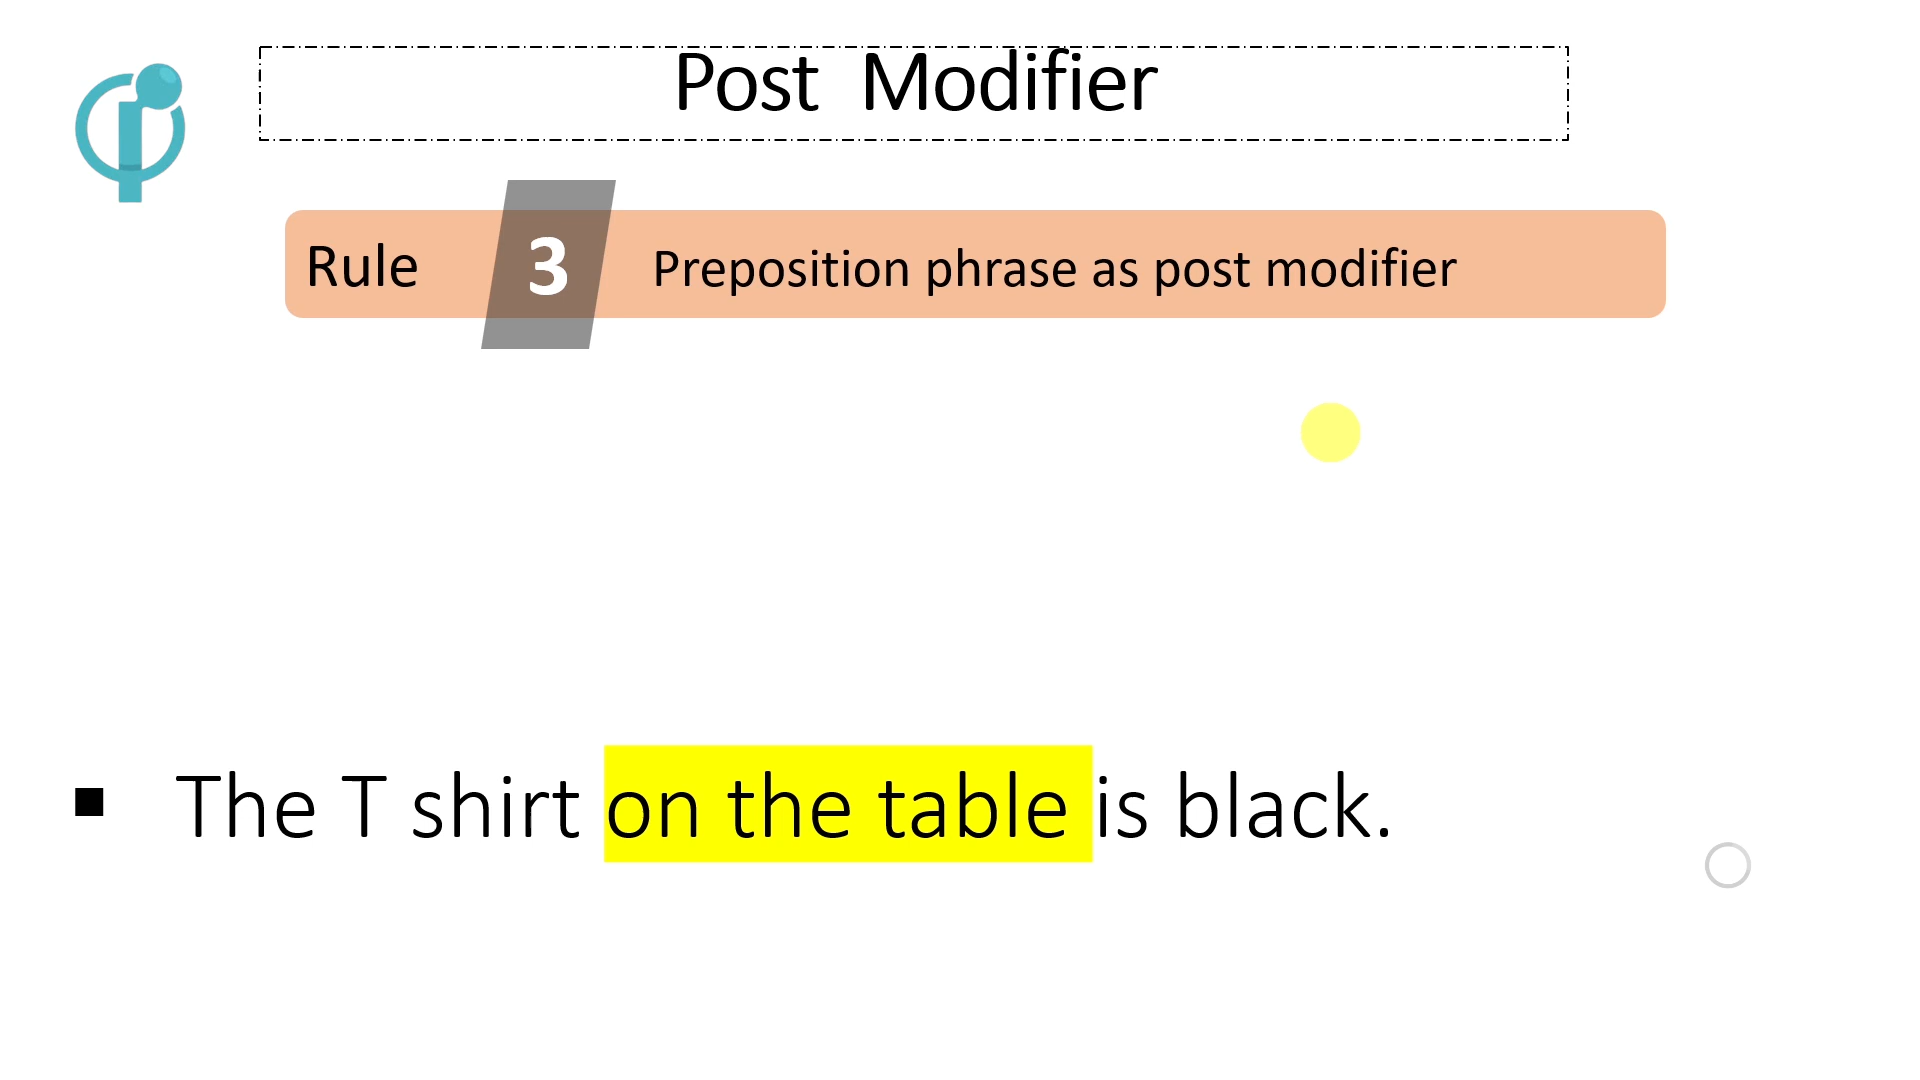 Post Modifier
Rule 3 Preposition phrase as post modifier
▪ The T shirt on the table is black.